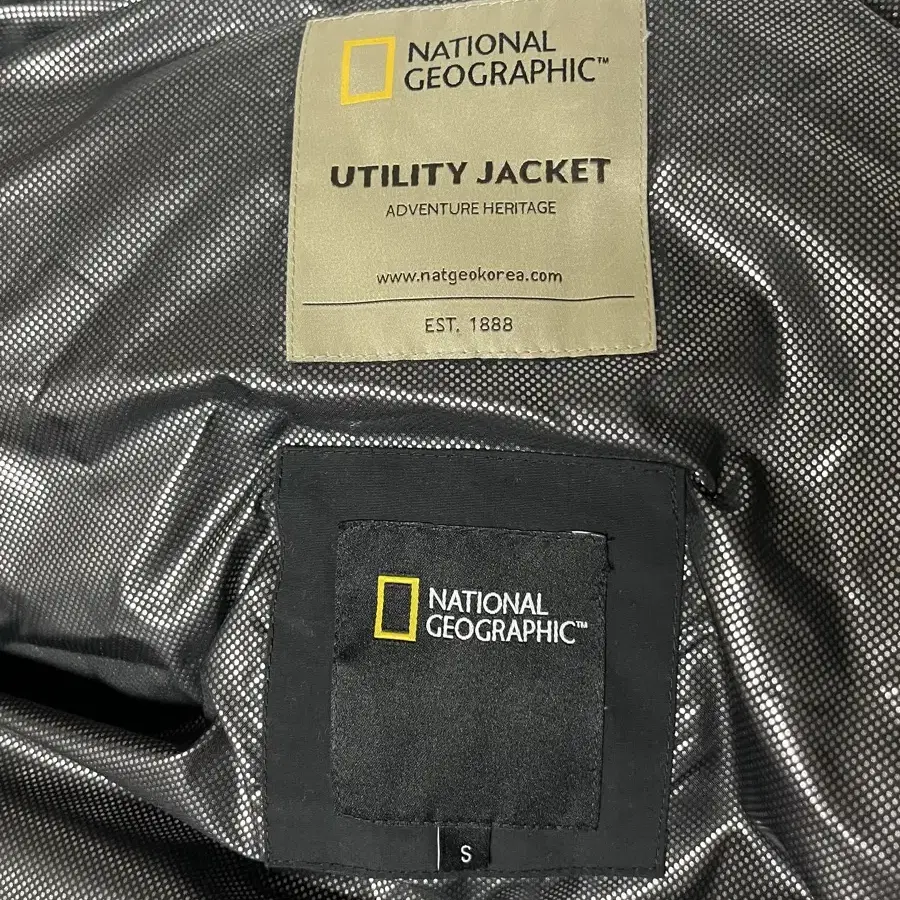 NATIONAL
GEOGRAPHIC™
UTILITY JACKET
ADVENTURE HERITAGE
www.natgeokorea.com
EST. 1888
NATIONAL
GEOGRAPHIC™
S